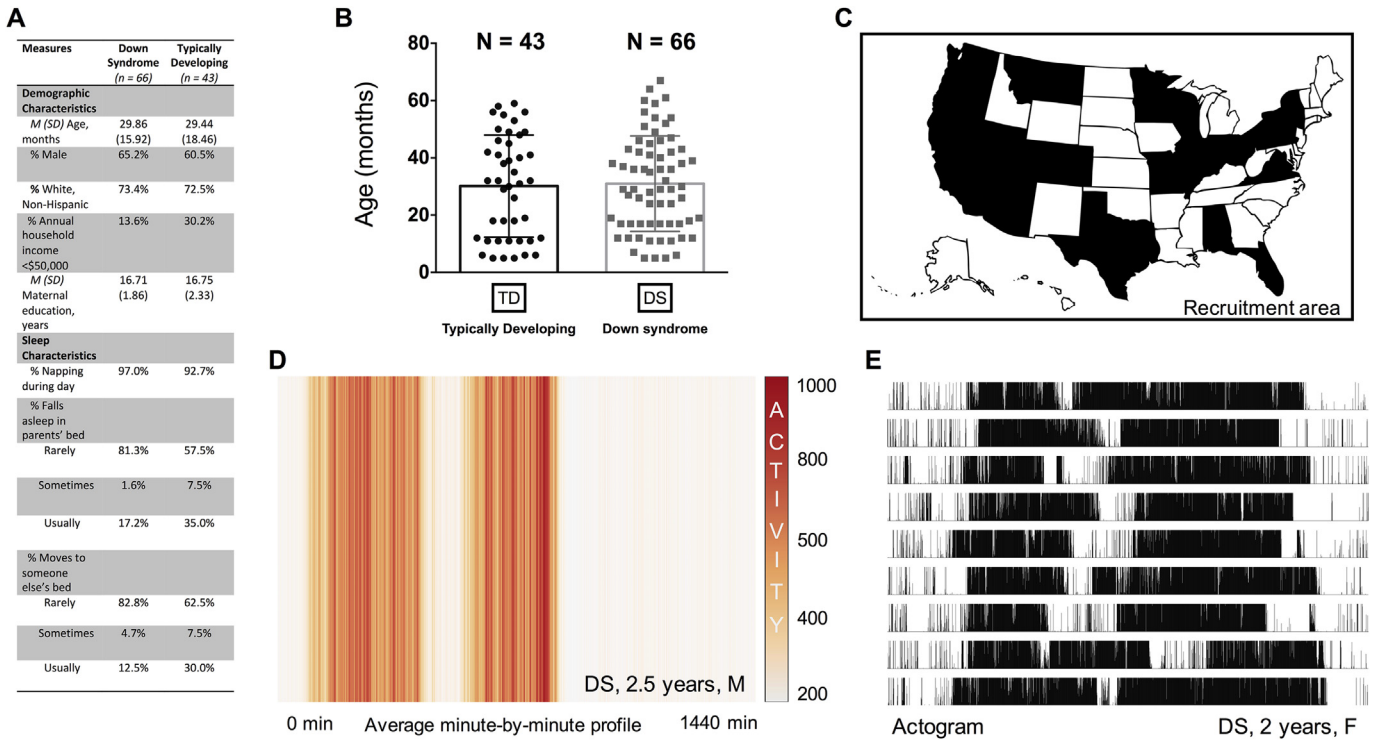 A
Measures Down Typically
Syndrome Developing
(n = 66) (n = 43)
Demographic
Characteristics
M (SD) Age, 29.86 29.44
months (15.92) (18.46)
% Male 65.2% 60.5%
% White, 73.4% 72.5%
Non-Hispanic
% Annual 13.6% 30.2%
household
income
<$50,000
M (SD) 16.71 16.75
Maternal (1.86) (2.33)
education,
years
Sleep
Characteristics
% Napping 97.0% 92.7%
during day
% Falls
asleep in
parents' bed
Rarely 81.3% 57.5%
Sometimes 1.6% 7.5%
Usually 17.2% 35.0%
% Moves to
someone
else's bed
Rarely 82.8% 62.5%
Sometimes 4.7% 7.5%
Usually 12.5% 30.0%
B
N = 43 N = 66
Age (months)
80
60
40
20
0
TD DS
Typically Developing Down syndrome
C
Recruitment area
D
1000
800
500
400
200
ACTIVITY
DS, 2.5 years, M
0 min Average minute-by-minute profile 1440 min
E
Actogram DS, 2 years, F